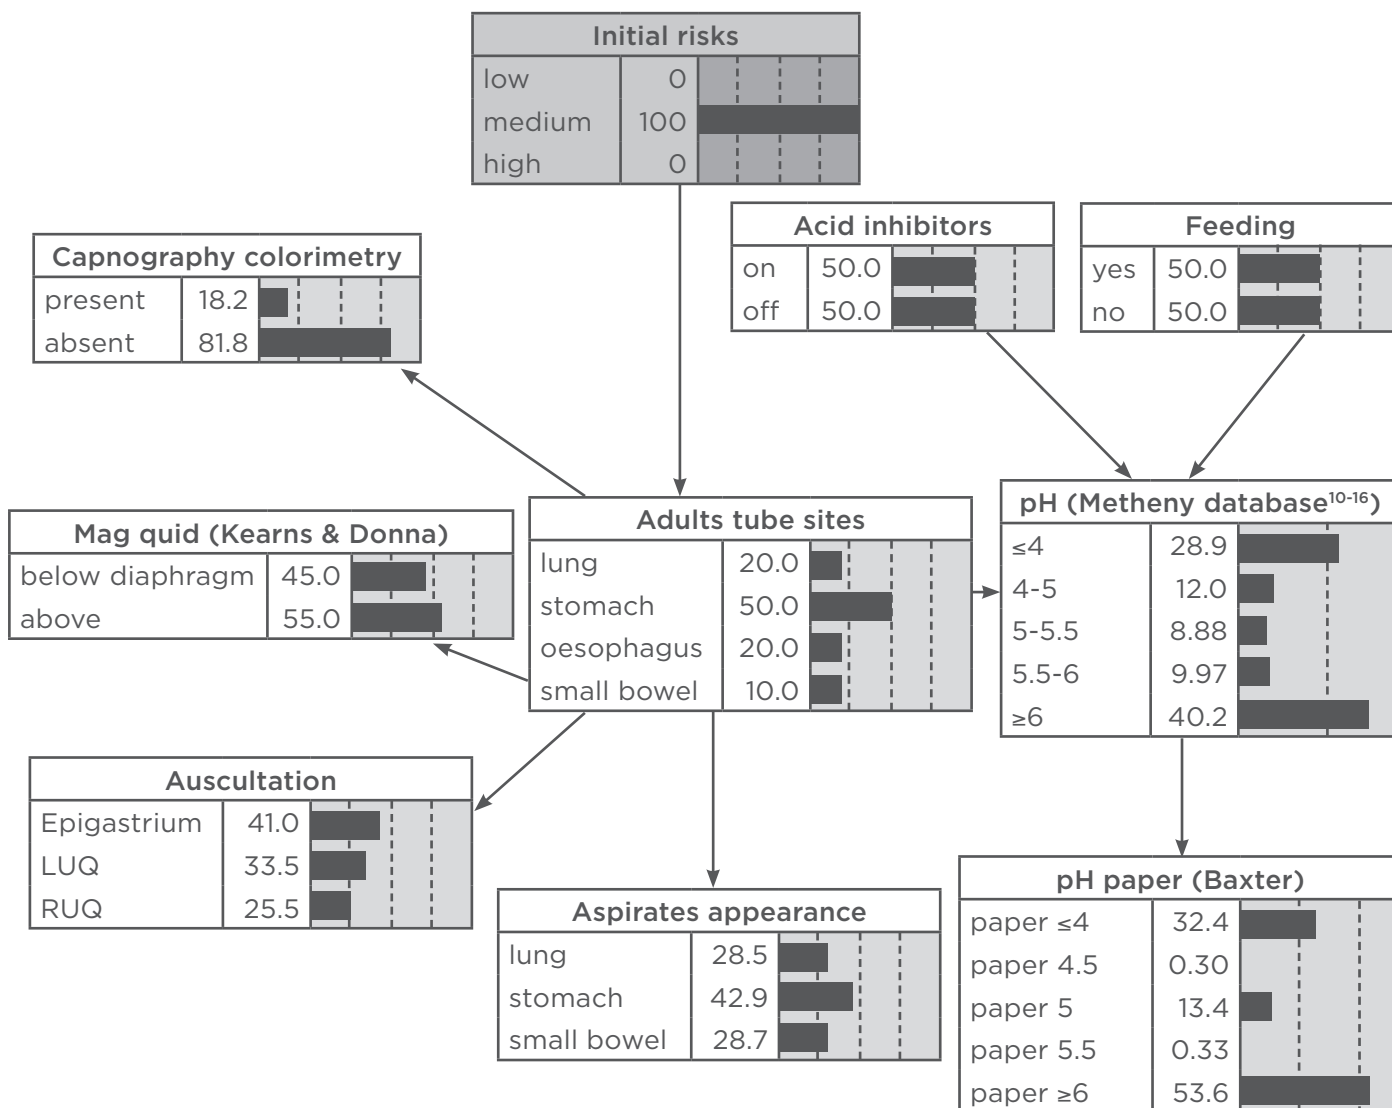 Initial risks
low 0
medium 100
high 0
Acid inhibitors
on 50.0
off 50.0
Feeding
yes 50.0
no 50.0
Capnography colorimetry
present 18.2
absent 81.8
Mag quid (Kearns & Donna)
below diaphragm 45.0
above 55.0
Adults tube sites
lung 20.0
stomach 50.0
oesophagus 20.0
small bowel 10.0
pH (Metheny database10-16)
≤4 28.9
4-5 12.0
5-5.5 8.88
5.5-6 9.97
≥6 40.2
Auscultation
Epigastrium 41.0
LUQ 33.5
RUQ 25.5
Aspirates appearance
lung 28.5
stomach 42.9
small bowel 28.7
pH paper (Baxter)
paper ≤4 32.4
paper 4.5 0.30
paper 5 13.4
paper 5.5 0.33
paper ≥6 53.6